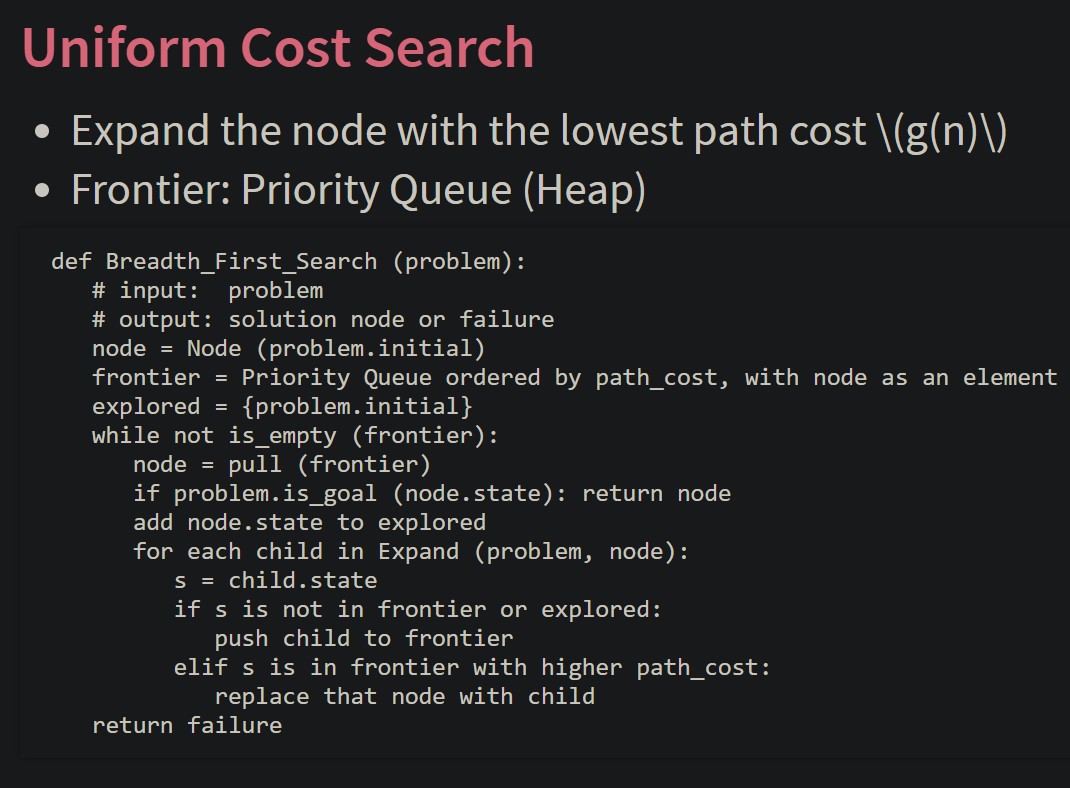 Uniform Cost Search
• Expand the node with the lowest path cost \(g(n)\)
• Frontier: Priority Queue (Heap)
def Breadth_First_Search (problem):
   # input:  problem
   # output: solution node or failure
   node = Node (problem.initial)
   frontier = Priority Queue ordered by path_cost, with node as an element
   explored = {problem.initial}
   while not is_empty (frontier):
      node = pull (frontier)
      if problem.is_goal (node.state): return node
      add node.state to explored
      for each child in Expand (problem, node):
         s = child.state
         if s is not in frontier or explored:
            push child to frontier
         elif s is in frontier with higher path_cost:
            replace that node with child
   return failure